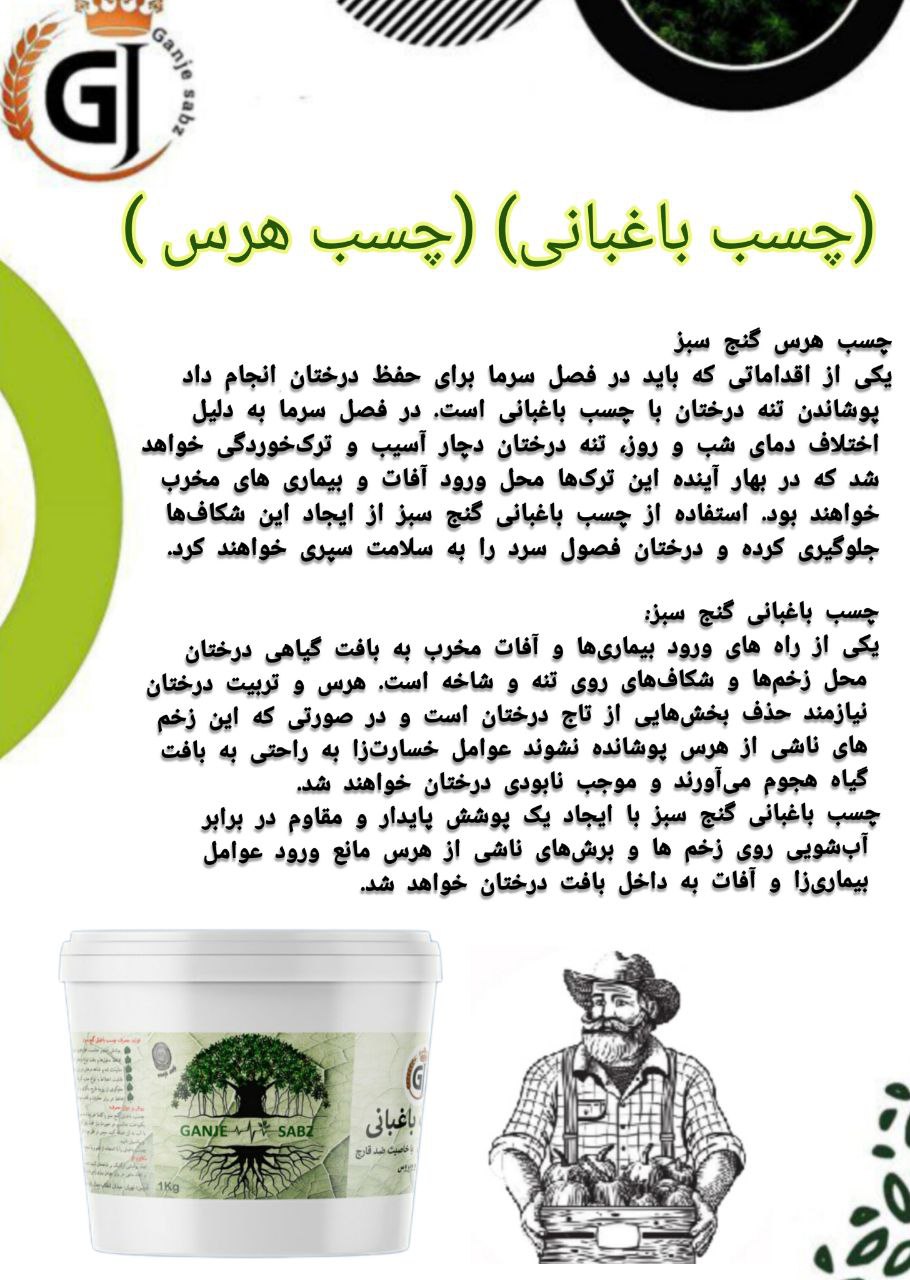 GJ
Ganje sabz
(چسب باغبانی) (چسب هرس )
چسب هرس گنج سبز
یکی از اقداماتی که باید در فصل سرما برای حفظ درختان انجام داد
پوشاندن تنه درختان با چسب باغبانی است. در فصل سرما به دلیل
اختلاف دمای شب و روز، تنه درختان دچار آسیب و ترک‌خوردگی خواهد
شد که در بهار آینده این ترک‌ها محل ورود آفات و بیماری های مخرب
خواهند بود. استفاده از چسب باغبانی گنج سبز از ایجاد این شکاف‌ها
جلوگیری کرده و درختان فصول سرد را به سلامت سپری خواهند کرد.
چسب باغبانی گنج سبز:
یکی از راه های ورود بیماری‌ها و آفات مخرب به بافت گیاهی درختان
محل زخم‌ها و شکاف‌های روی تنه و شاخه است. هرس و تربیت درختان
نیازمند حذف بخش‌هایی از تاج درختان است و در صورتی که این زخم
های ناشی از هرس پوشانده نشوند عوامل خسارت‌زا به راحتی به بافت
گیاه هجوم می‌آورند و موجب نابودی درختان خواهند شد.
چسب باغبانی گنج سبز با ایجاد یک پوشش پایدار و مقاوم در برابر
آب‌شویی روی زخم ها و برش‌های ناشی از هرس مانع ورود عوامل
بیماری‌زا و آفات به داخل بافت درختان خواهد شد.
GJ
باغبانی
خاصیت ضد قارچ
GANJE SABZ
1Kg